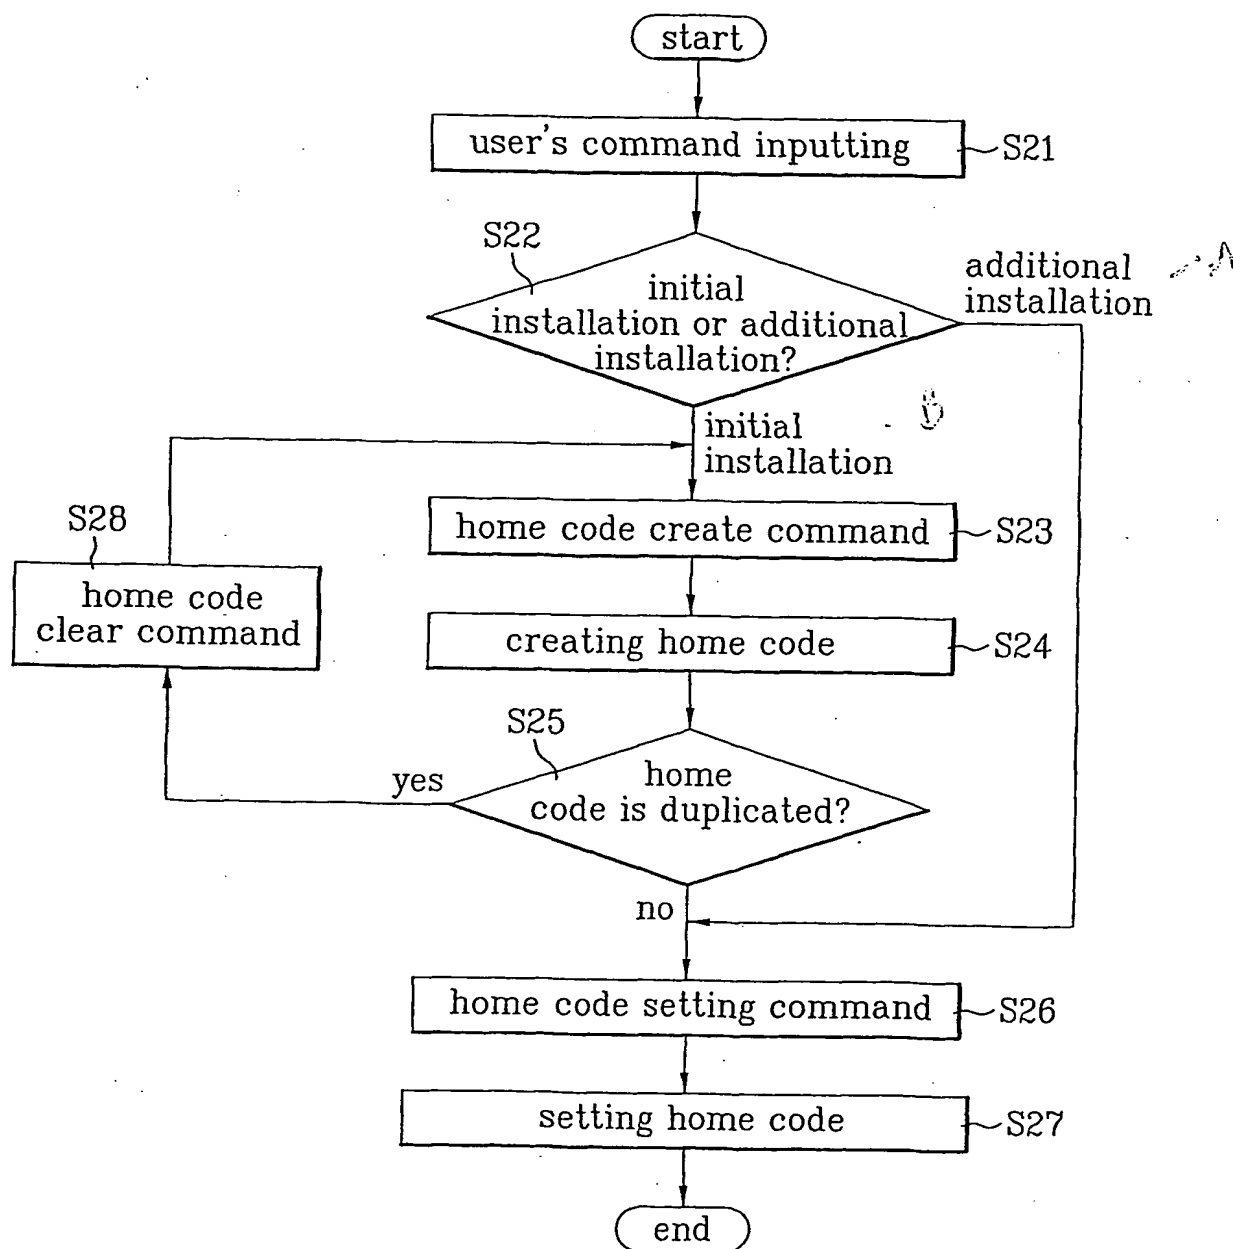 start
user's command inputting
S21
S22
initial
installation or additional
installation?
additional
installation
initial
installation
home code create command
S23
S28
home code
clear command
creating home code
S24
S25
home
code is duplicated?
yes
no
home code setting command
S26
setting home code
S27
end